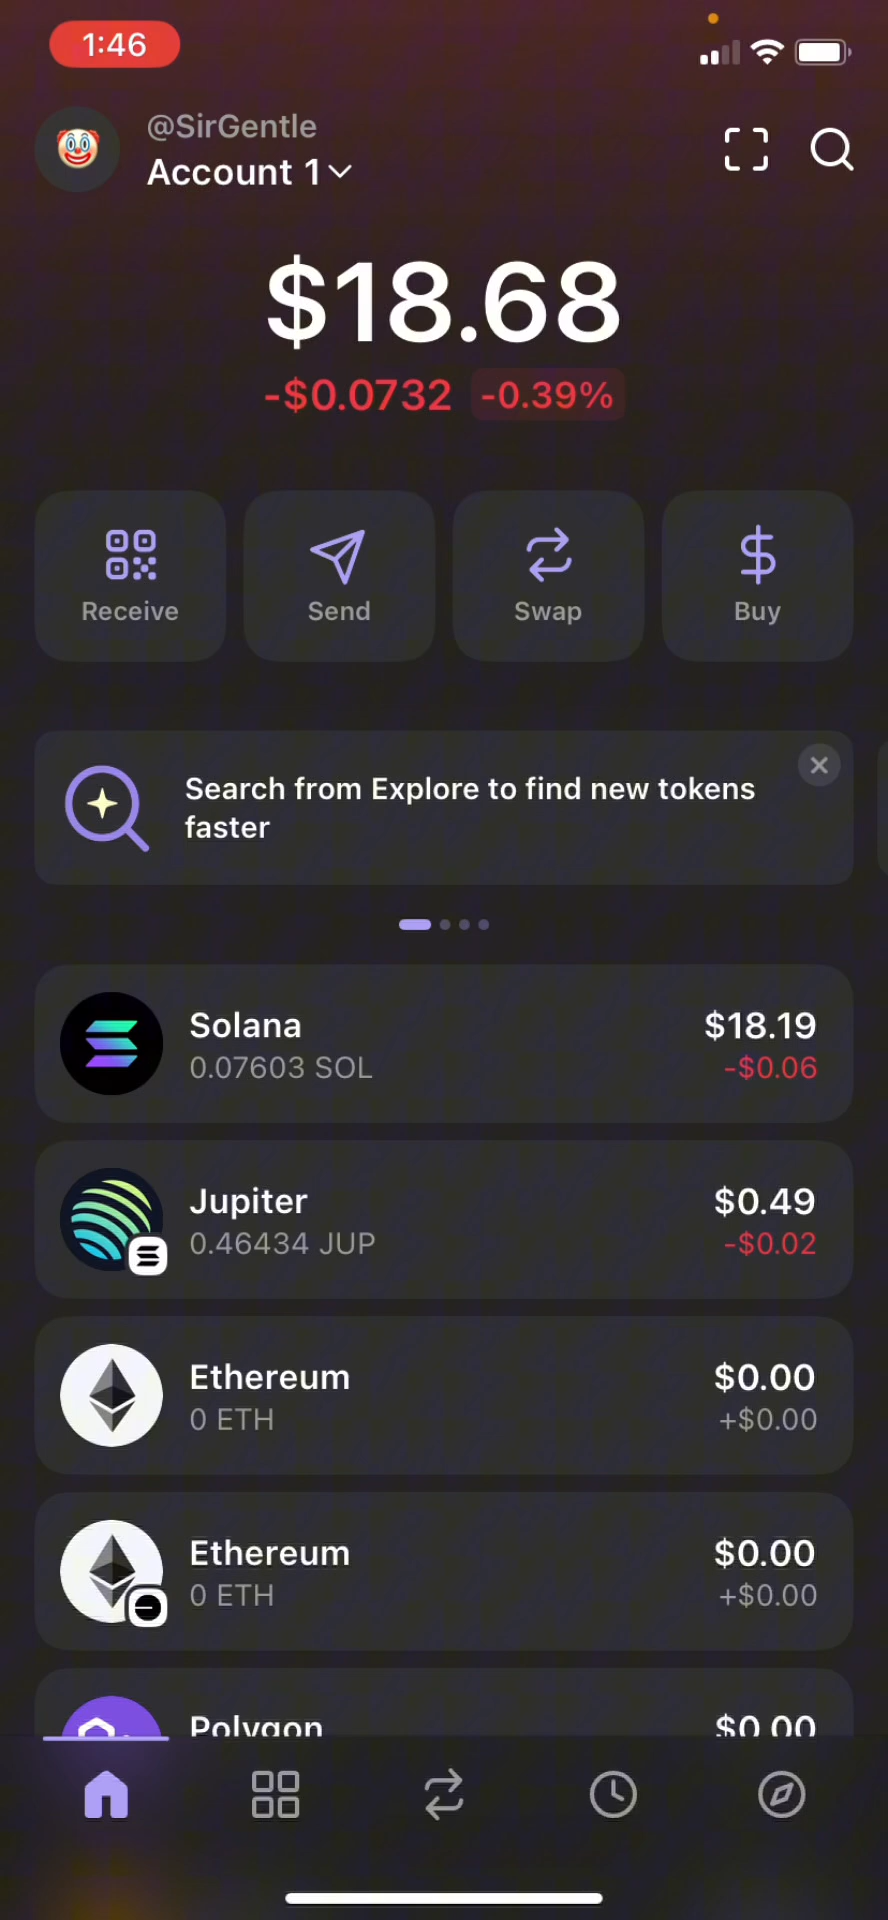 1:46
@SirGentle
Account 1
$18.68
-$0.0732 -0.39%
Receive Send Swap Buy
Search from Explore to find new tokens
faster
Solana $18.19
0.07603 SOL -$0.06
Jupiter $0.49
0.46434 JUP -$0.02
Ethereum $0.00
0 ETH +$0.00
Ethereum $0.00
0 ETH +$0.00
Polygon $0.00